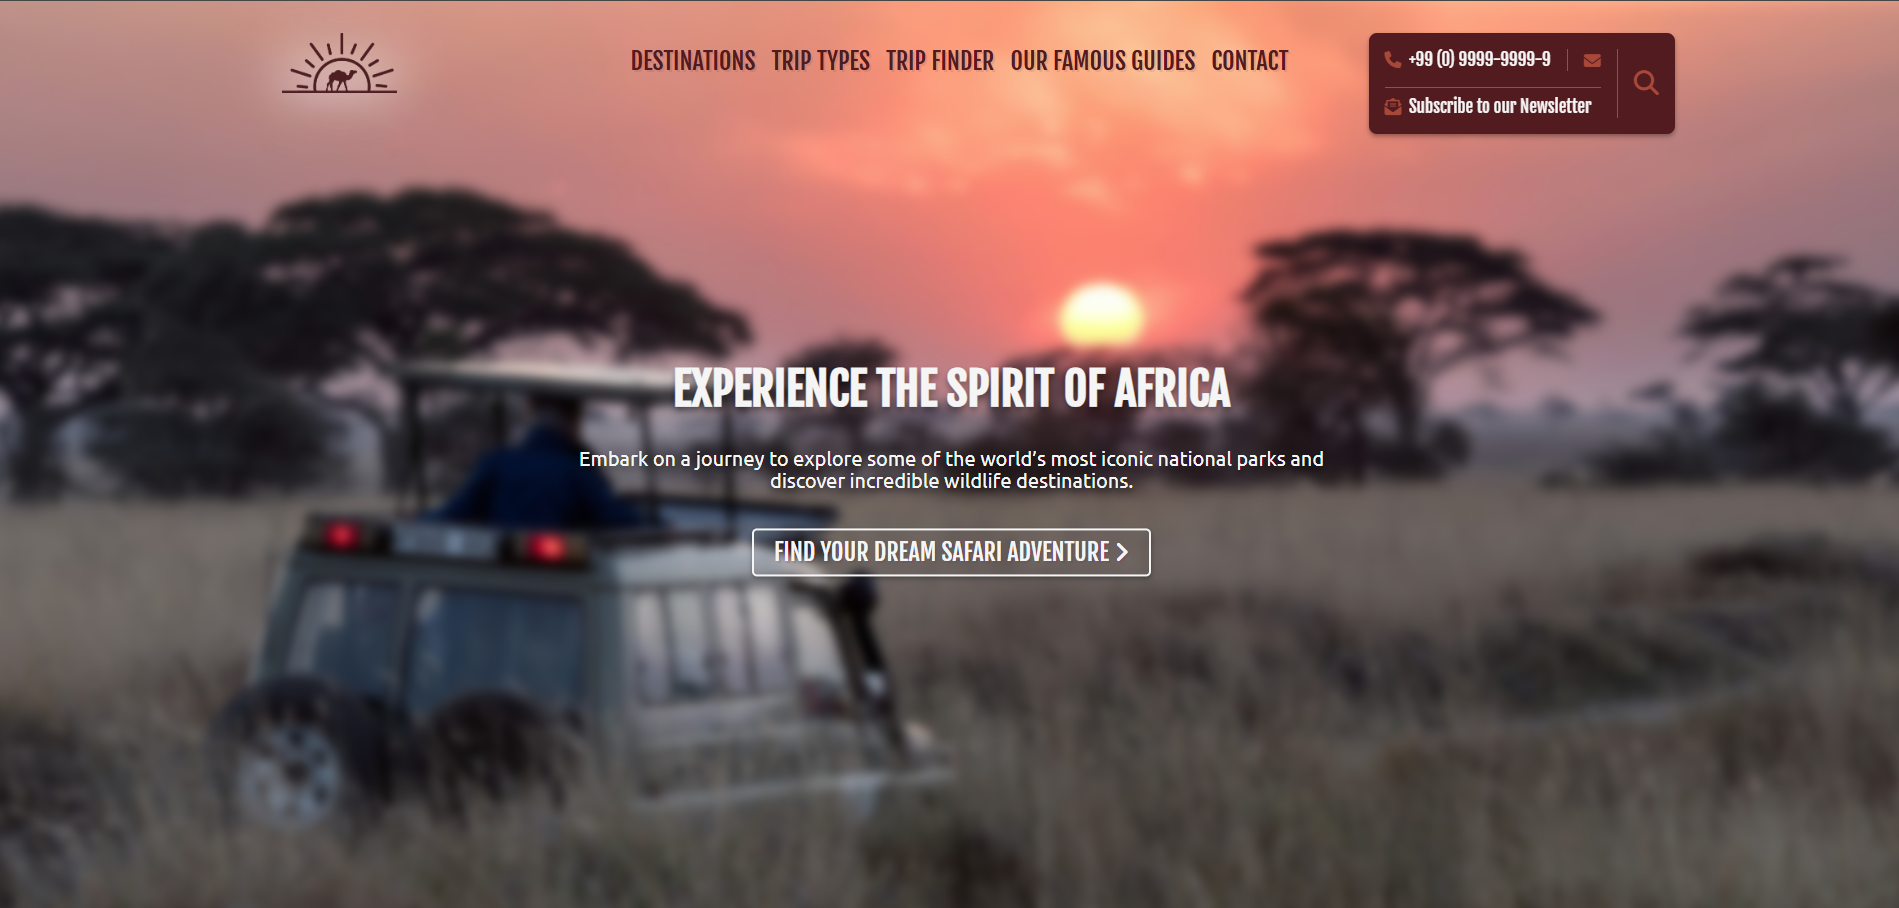 DESTINATIONS TRIP TYPES TRIP FINDER OUR FAMOUS GUIDES CONTACT
+99 (0) 9999-9999-9
Subscribe to our Newsletter
EXPERIENCE THE SPIRIT OF AFRICA
Embark on a journey to explore some of the world's most iconic national parks and
discover incredible wildlife destinations.
FIND YOUR DREAM SAFARI ADVENTURE